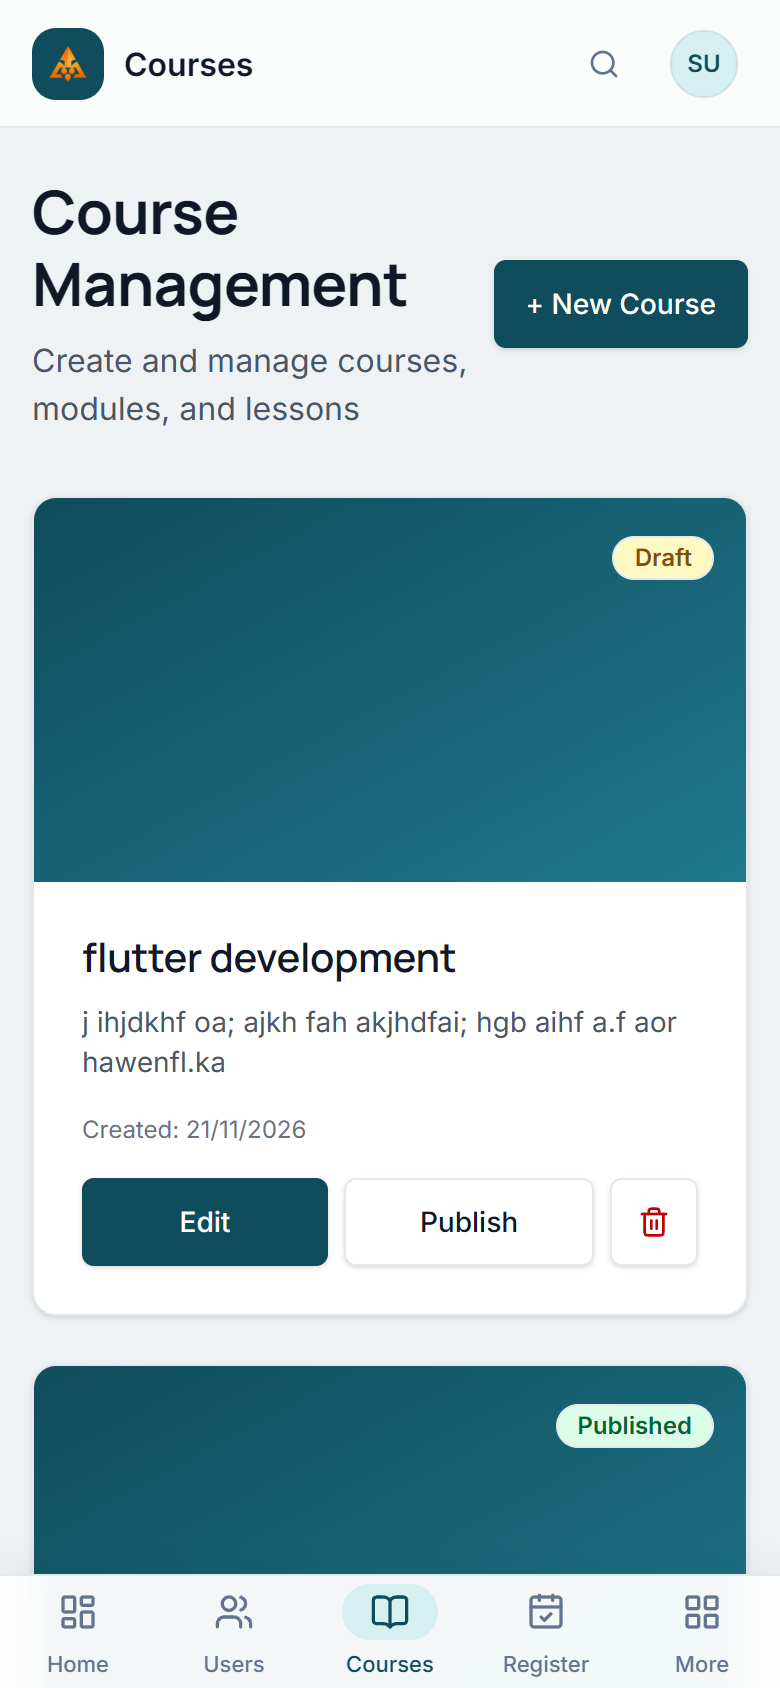 Courses
SU
Course
Management
+ New Course
Create and manage courses,
modules, and lessons
Draft
flutter development
j ihjdkhf oa; ajkh fah akjhdfai; hgb aihf a.f aor
hawenfl.ka
Created: 21/11/2026
Edit
Publish
Published
Home
Users
Courses
Register
More